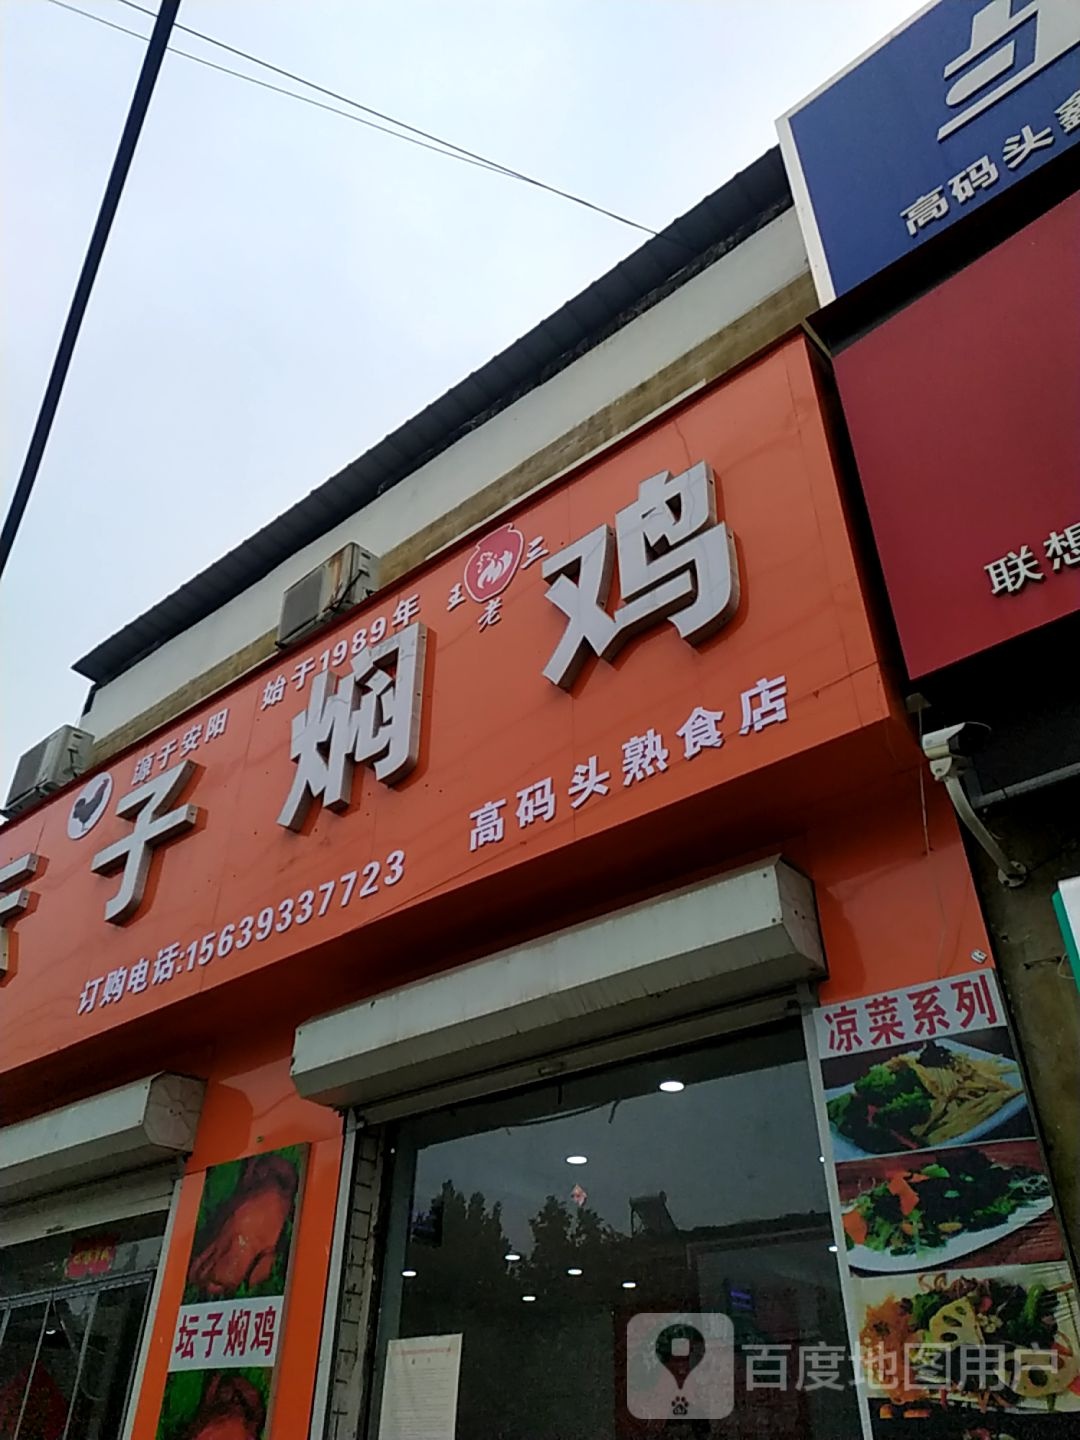 高码头鑫
联想
源于安阳 始于1989年
王老三
子焖鸡
订购电话:15639337723
高码头熟食店
凉菜系列
坛子焖鸡
百度地图用户